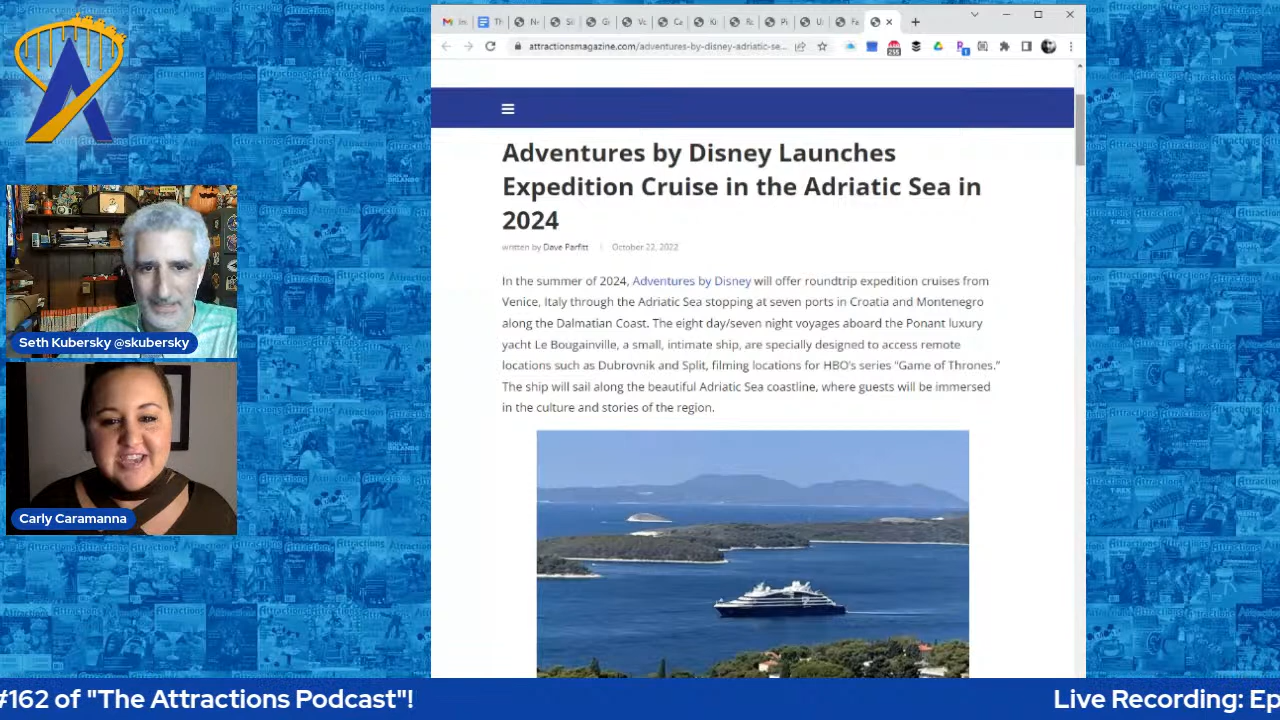 attractionsmagazine.com/adventures-by-disney-adriatic-se...
255
Adventures by Disney Launches
Expedition Cruise in the Adriatic Sea in
2024
written by Dave Parfitt
October 22, 2022
In the summer of 2024, Adventures by Disney will offer roundtrip expedition cruises from
Venice, Italy through the Adriatic Sea stopping at seven ports in Croatia and Montenegro
along the Dalmatian Coast. The eight day/seven night voyages aboard the Ponant luxury
yacht Le Bougainville, a small, intimate ship, are specially designed to access remote
locations such as Dubrovnik and Split, filming locations for HBO's series “Game of Thrones.”
The ship will sail along the beautiful Adriatic Sea coastline, where guests will be immersed
in the culture and stories of the region.
Seth Kubersky @skubersky
Carly Caramanna
#162 of "The Attractions Podcast"!
Live Recording: Ep